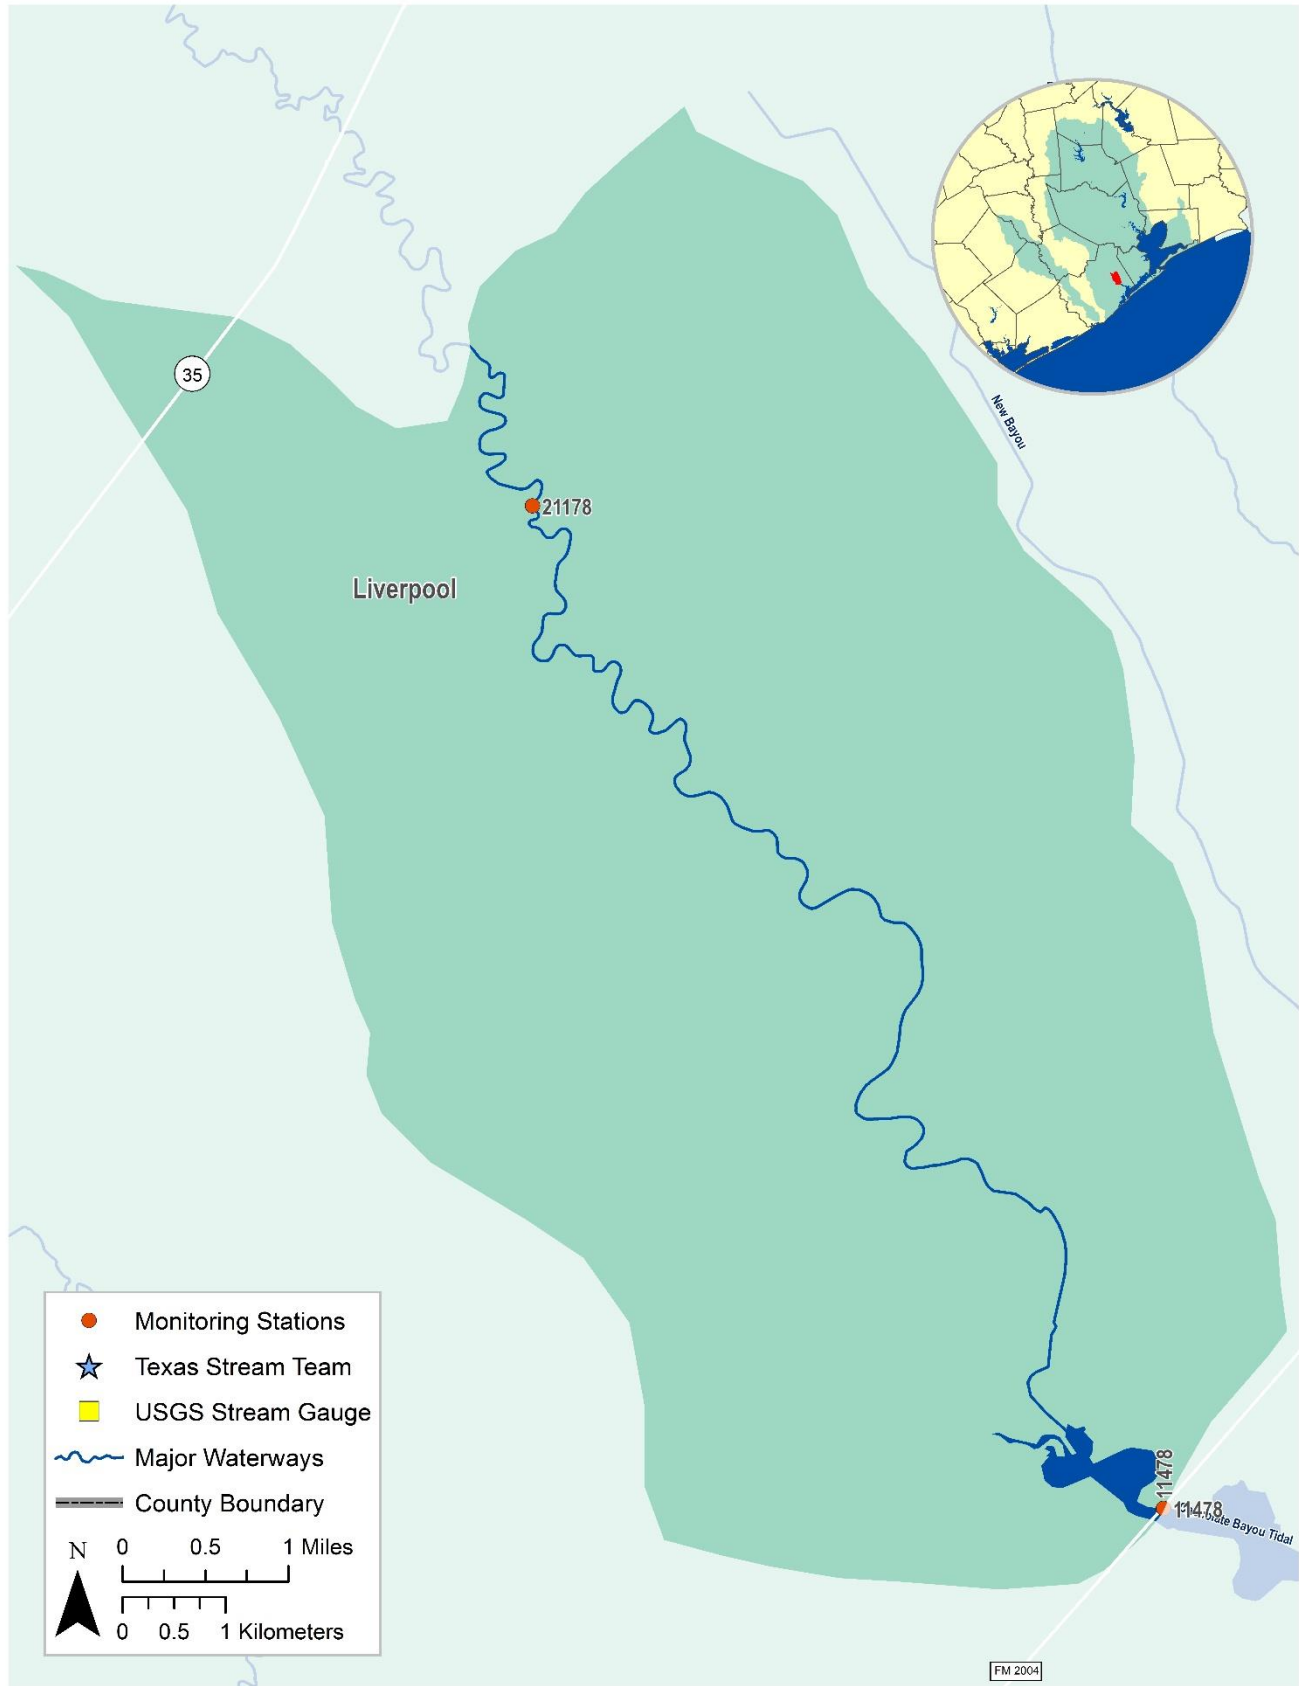 35
New Bayou
21178
Liverpool
11478
11478
Bayou Tidal
Monitoring Stations
Texas Stream Team
USGS Stream Gauge
Major Waterways
County Boundary
N
0 0.5 1 Miles
0 0.5 1 Kilometers
FM 2004